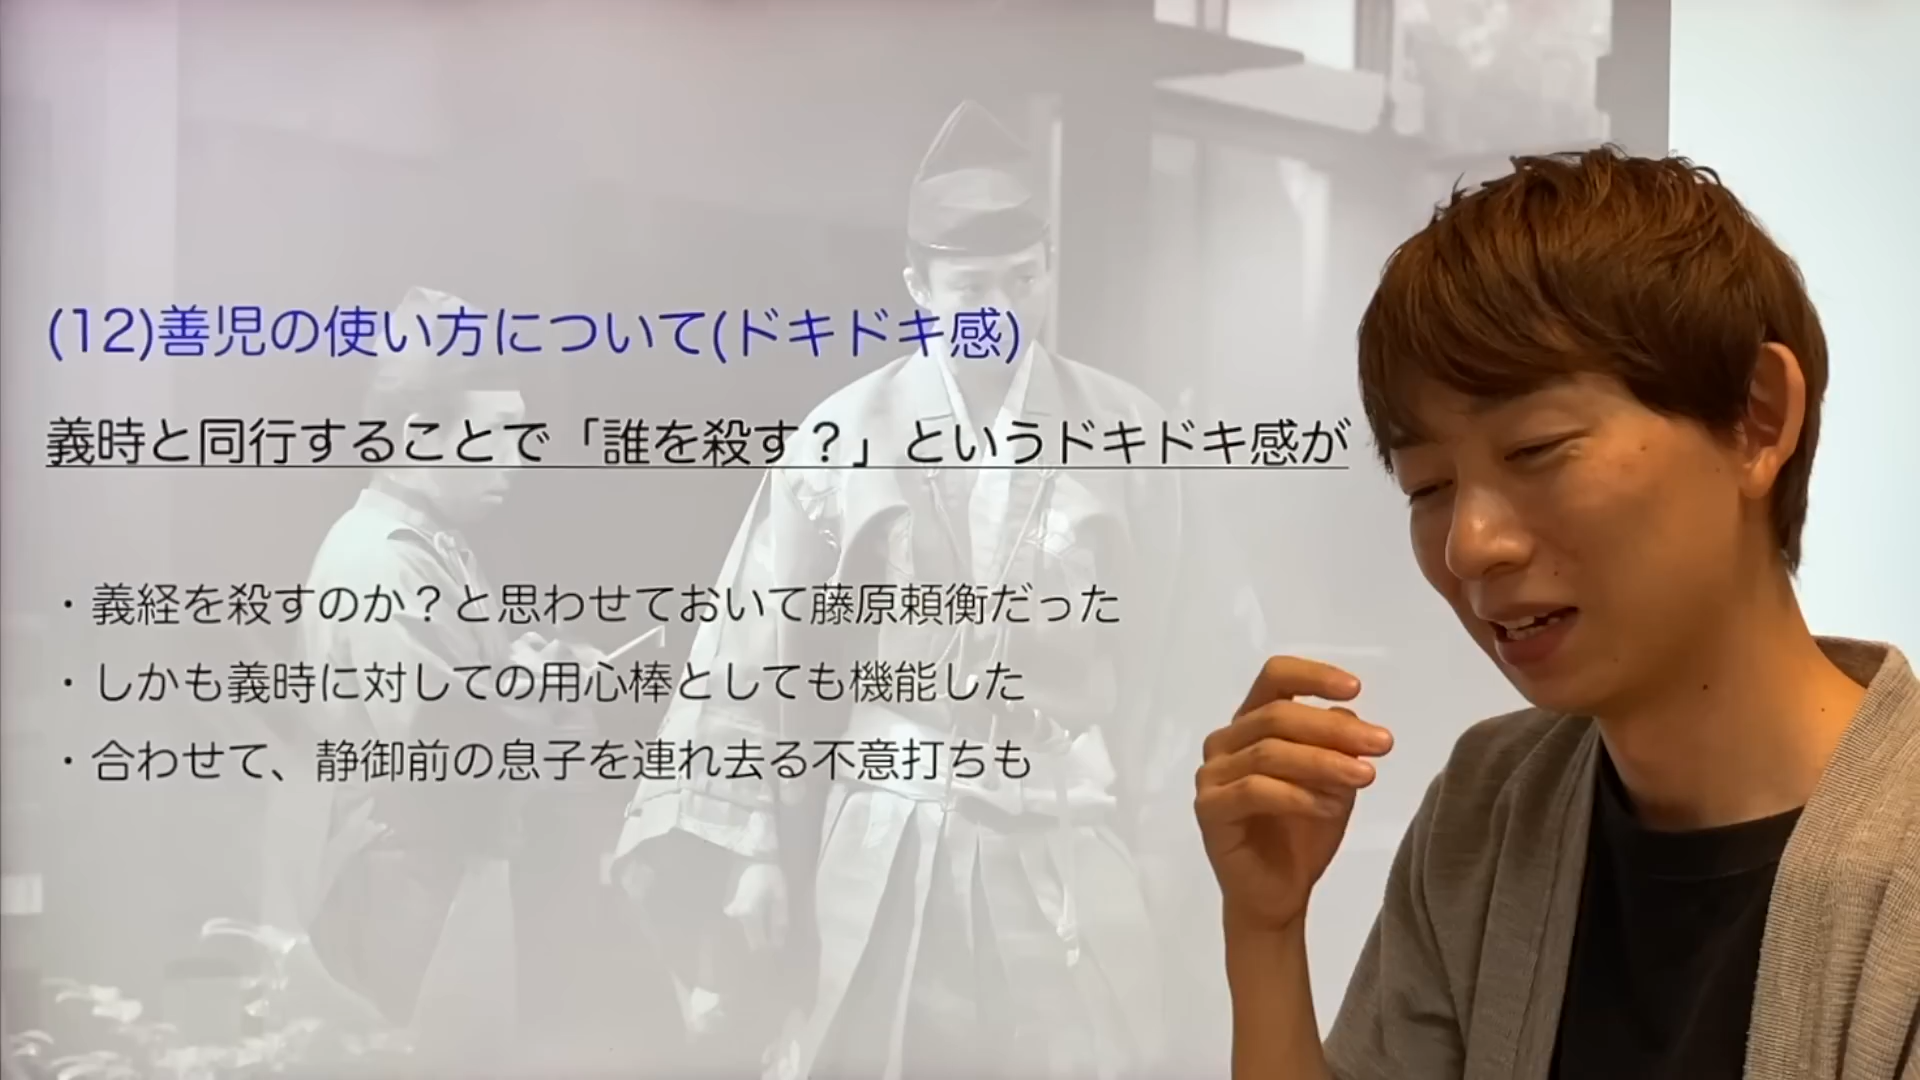 (12)善児の使い方について(ドキドキ感)
義時と同行することで「誰を殺す？」というドキドキ感が
・義経を殺すのか？と思わせておいて藤原頼衡だった
・しかも義時に対しての用心棒としても機能した
・合わせて、静御前の息子を連れ去る不意打ちも